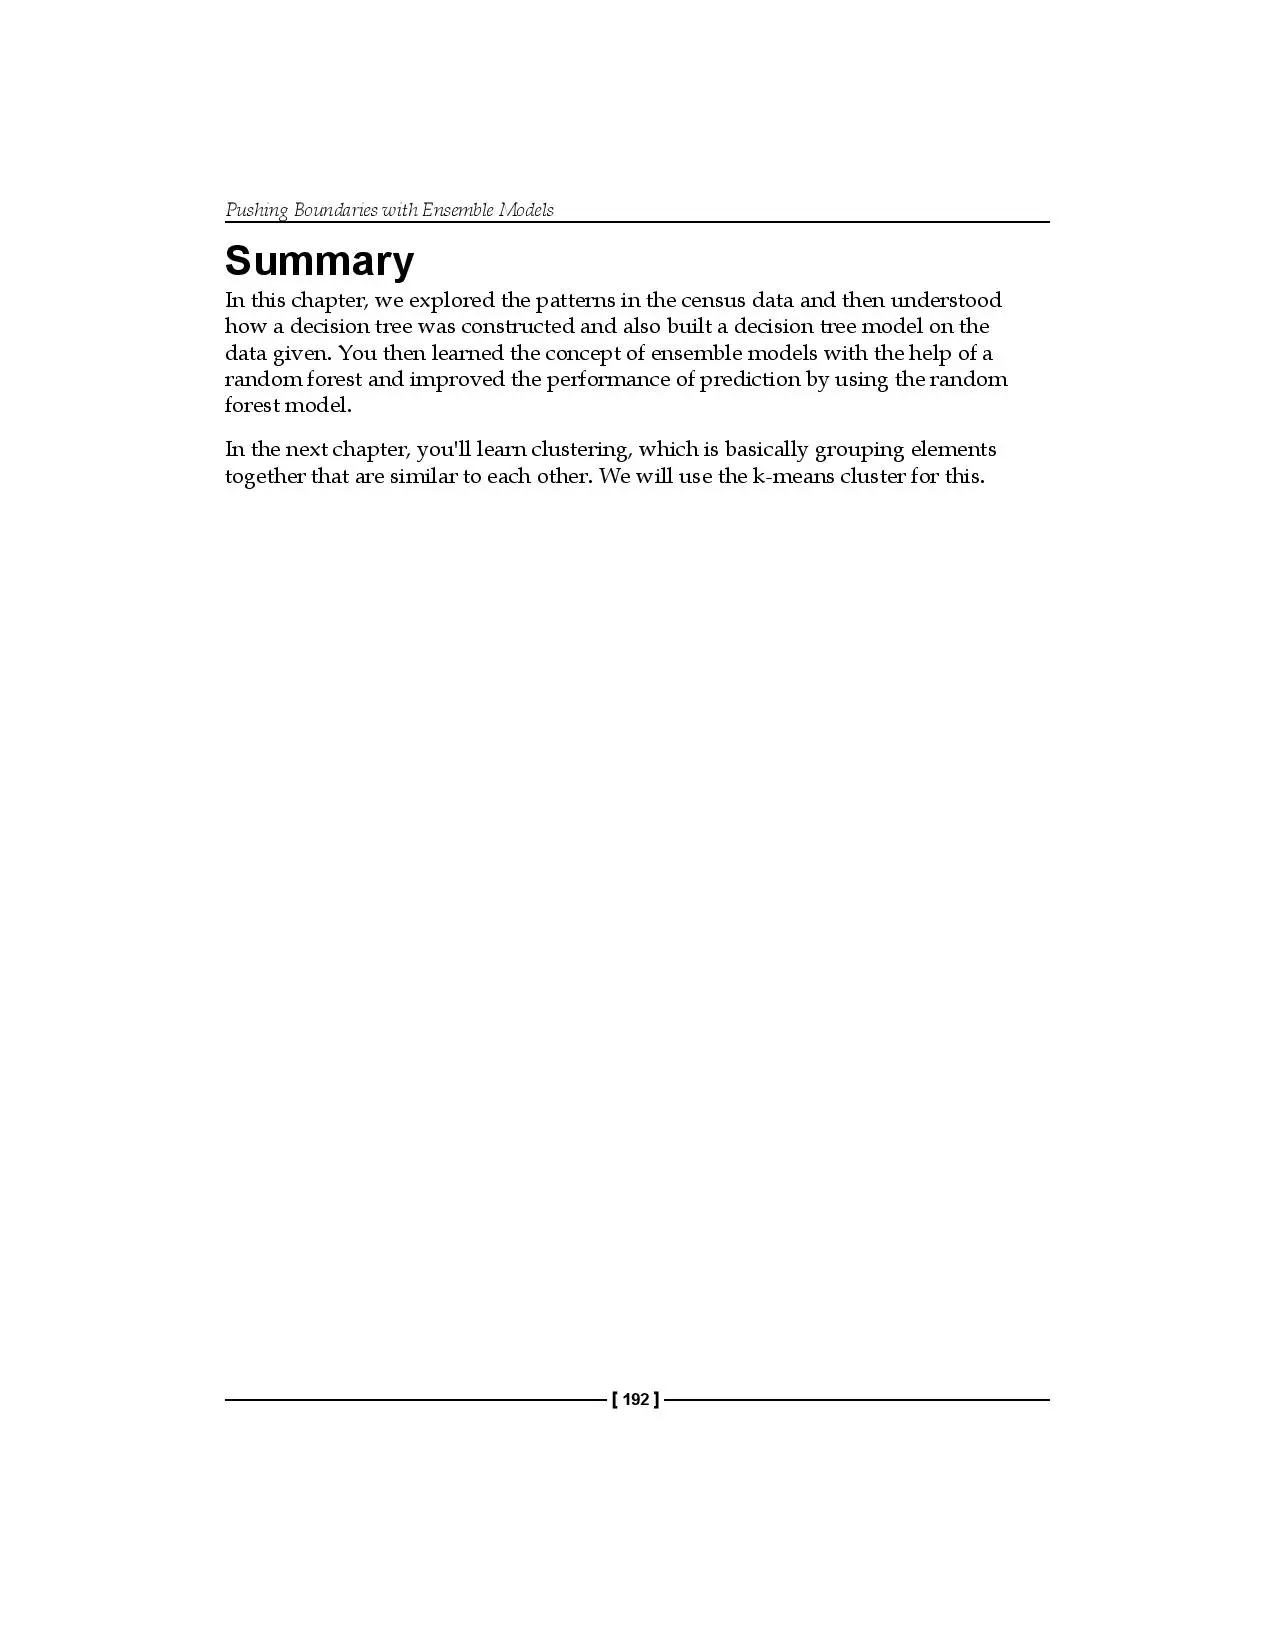 Pushing Boundaries with Ensemble Models
Summary
In this chapter, we explored the patterns in the census data and then understood
how a decision tree was constructed and also built a decision tree model on the
data given. You then learned the concept of ensemble models with the help of a
random forest and improved the performance of prediction by using the random
forest model.
In the next chapter, you'll learn clustering, which is basically grouping elements
together that are similar to each other. We will use the k-means cluster for this.
[ 192 ]